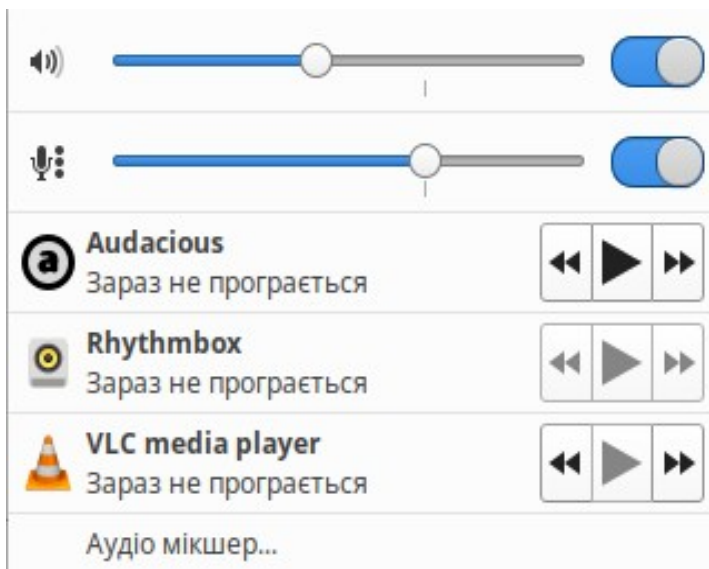 Audacious
Зараз не програється
Rhythmbox
Зараз не програється
VLC media player
Зараз не програється
Аудіо мікшер...